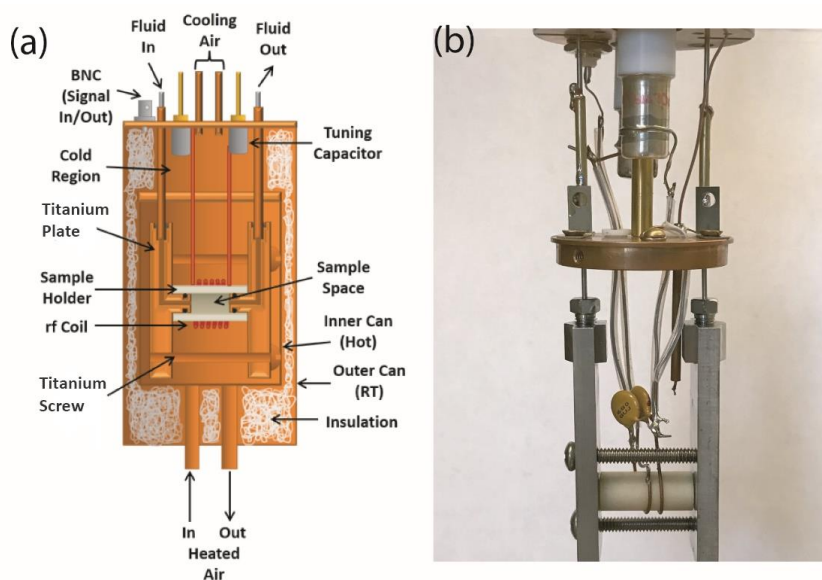 (a)
Fluid
In
Cooling
Air
Fluid
Out
BNC
(Signal
In/Out)
Tuning
Capacitor
Cold
Region
Titanium
Plate
Sample
Holder
Sample
Space
rf Coil
Inner Can
(Hot)
Titanium
Screw
Outer Can
(RT)
Insulation
In
Out
Heated
Air
(b)